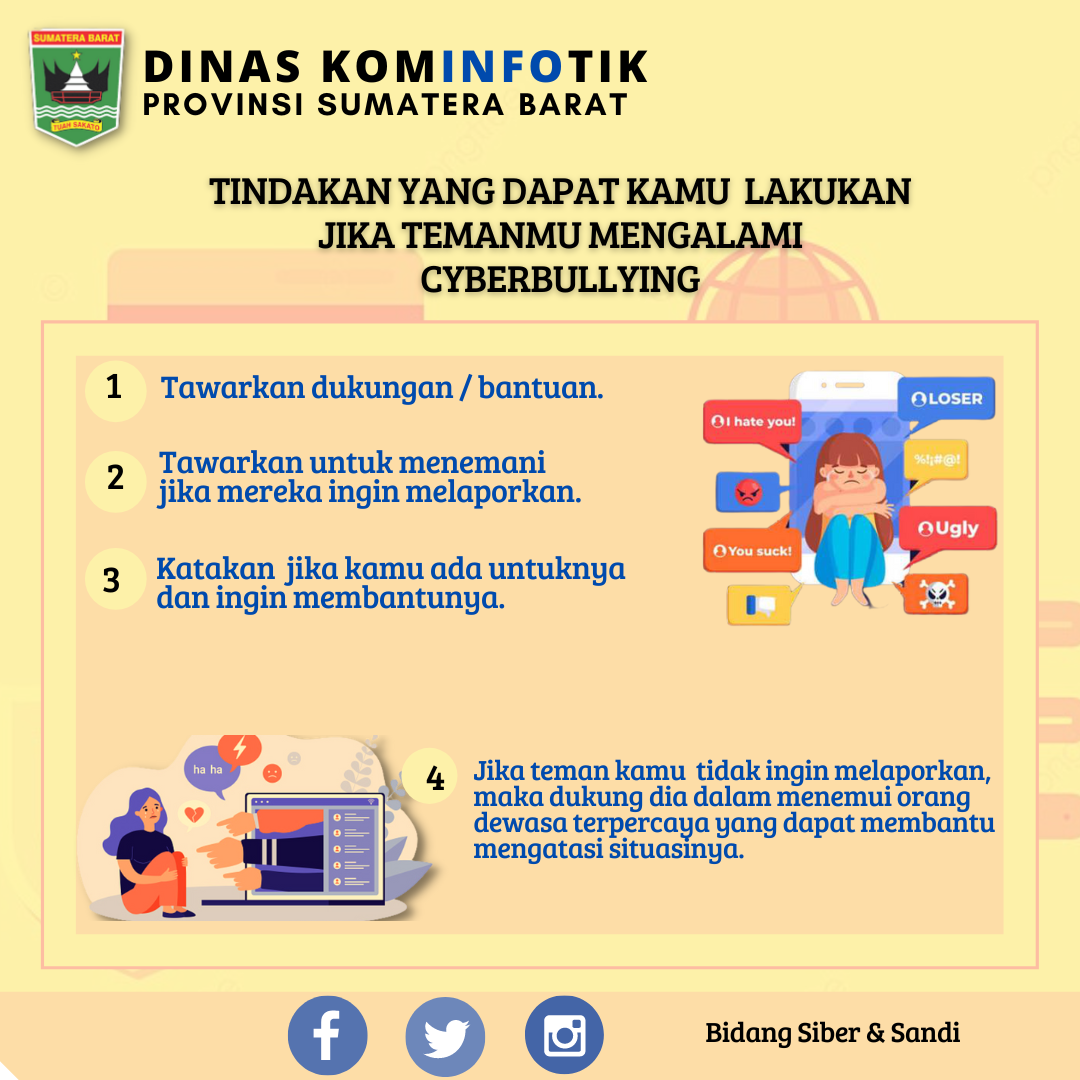 SUMATERA BARAT
TUAH SAKATO
DINAS KOMINFOTIK
PROVINSI SUMATERA BARAT
TINDAKAN YANG DAPAT KAMU LAKUKAN
JIKA TEMANMU MENGALAMI
CYBERBULLYING
1 Tawarkan dukungan / bantuan.
2 Tawarkan untuk menemani
jika mereka ingin melaporkan.
3 Katakan jika kamu ada untuknya
dan ingin membantunya.
I hate you!
LOSER
%!¡#@!
Ugly
You suck!
ha ha
4 Jika teman kamu tidak ingin melaporkan,
maka dukung dia dalam menemui orang
dewasa terpercaya yang dapat membantu
mengatasi situasinya.
Bidang Siber & Sandi